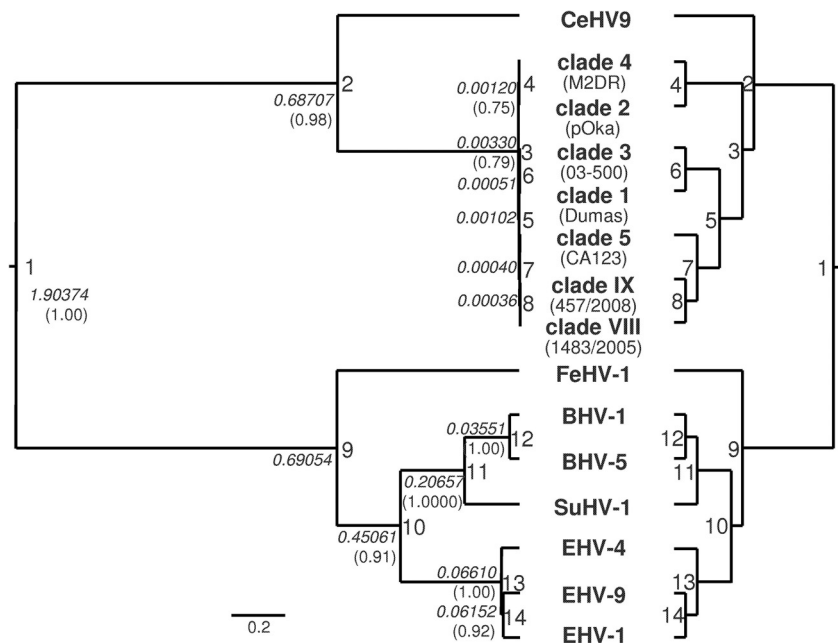 CeHV9
clade 4
(M2DR)
clade 2
(pOka)
clade 3
(03-500)
clade 1
(Dumas)
clade 5
(CA123)
clade IX
(457/2008)
clade VIII
(1483/2005)
FeHV-1
BHV-1
BHV-5
SuHV-1
EHV-4
EHV-9
EHV-1
1
1.90374
(1.00)
2
0.68707
(0.98)
0.00120
(0.75)
4
0.00330
(0.79)
3
6
0.00051
0.00102
5
0.00040
7
0.00036
8
9
0.69054
0.45061
(0.91)
10
0.20657
(1.0000)
11
0.03551
(1.00)
12
0.06610
(1.00)
13
0.06152
(0.92)
14
0.2
4
2
3
6
5
7
8
1
12
11
9
10
13
14